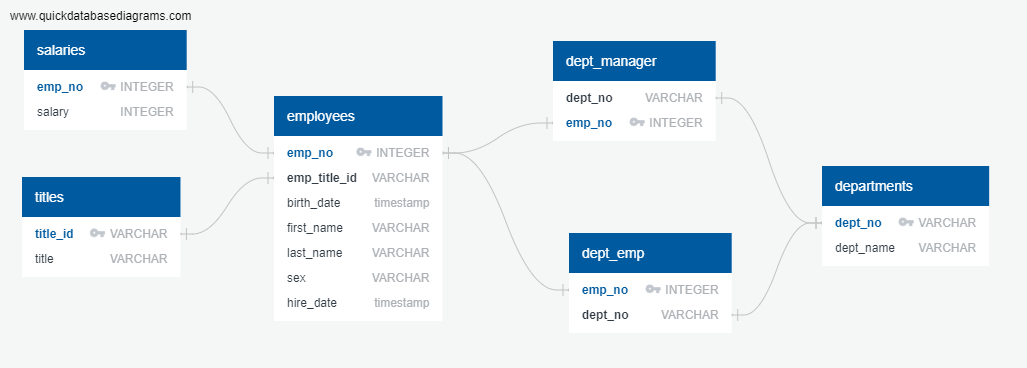 www.quickdatabasediagrams.com
salaries
emp_no INTEGER
salary INTEGER
titles
title_id VARCHAR
title VARCHAR
employees
emp_no INTEGER
emp_title_id VARCHAR
birth_date timestamp
first_name VARCHAR
last_name VARCHAR
sex VARCHAR
hire_date timestamp
dept_manager
dept_no VARCHAR
emp_no INTEGER
dept_emp
emp_no INTEGER
dept_no VARCHAR
departments
dept_no VARCHAR
dept_name VARCHAR